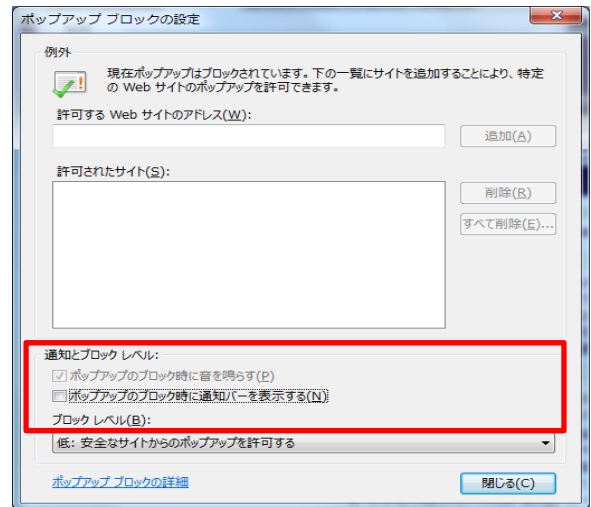 ポップアップ ブロックの設定
例外
現在ポップアップはブロックされています。下の一覧にサイトを追加することにより、特定
の Web サイトのポップアップを許可できます。
許可する Web サイトのアドレス(W):
追加(A)
許可されたサイト(S):
削除(R)
すべて削除(E)...
通知とブロック レベル:
ポップアップのブロック時に音を鳴らす(P)
ポップアップのブロック時に通知バーを表示する(N)
ブロック レベル(B):
低: 安全なサイトからのポップアップを許可する
ポップアップ ブロックの詳細
閉じる(C)